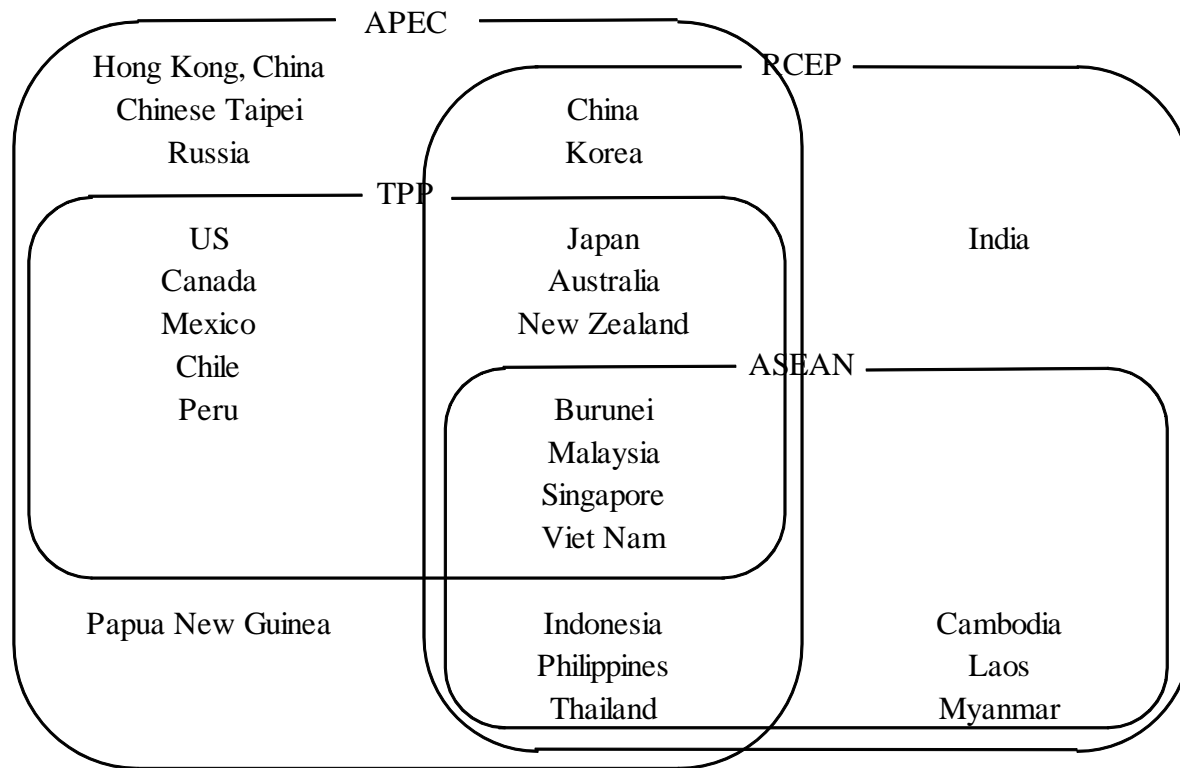 APEC
Hong Kong, China
Chinese Taipei
Russia
RCEP
China
Korea
TPP
US
Canada
Mexico
Chile
Peru
Japan
Australia
New Zealand
India
ASEAN
Burunei
Malaysia
Singapore
Viet Nam
Papua New Guinea
Indonesia
Philippines
Thailand
Cambodia
Laos
Myanmar